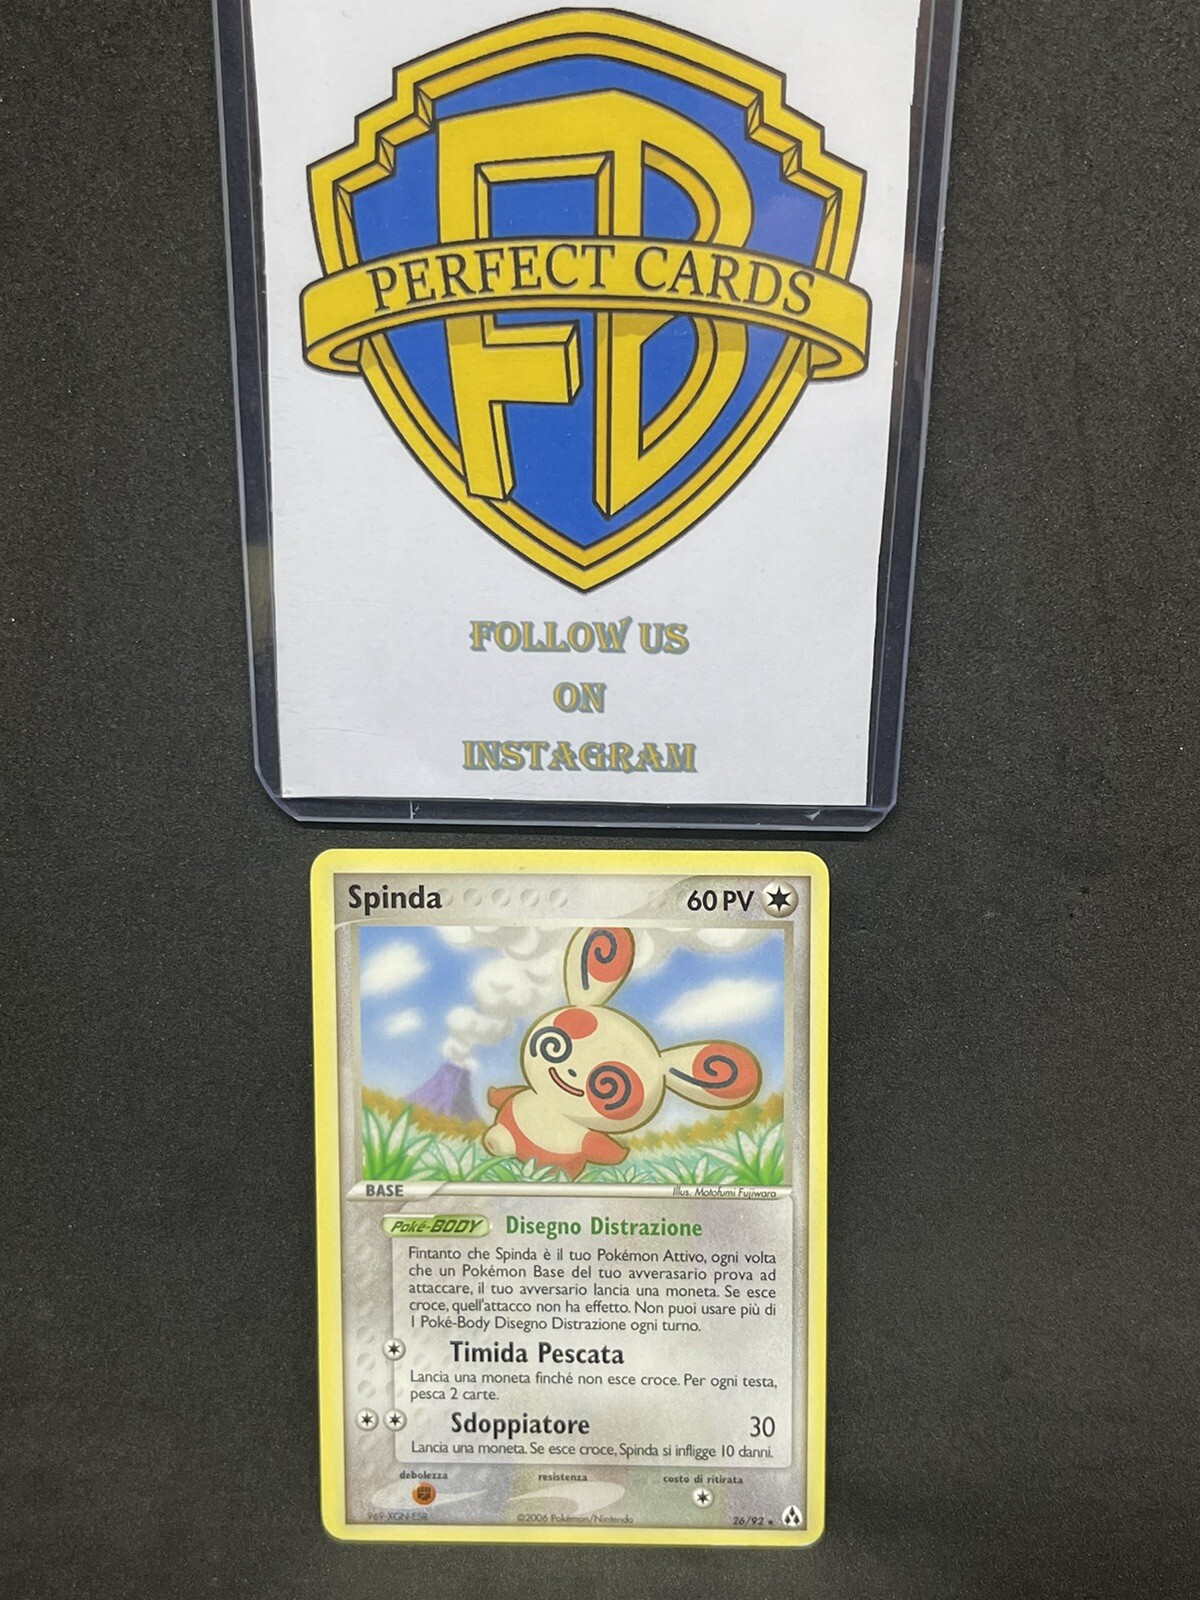 FB
PERFECT CARDS
FOLLOW US
ON
INSTAGRAM
Spinda
60 PV
BASE
Illus. Motofumi Fujiwara
Poké-BODY Disegno Distrazione
Fintanto che Spinda è il tuo Pokémon Attivo, ogni volta
che un Pokémon Base del tuo avverasario prova ad
attaccare, il tuo avversario lancia una moneta. Se esce
croce, quell'attacco non ha effetto. Non puoi usare più di
1 Poké-Body Disegno Distrazione ogni turno.
Timida Pescata
Lancia una moneta finché non esce croce. Per ogni testa,
pesca 2 carte.
Sdoppiatore 30
Lancia una moneta. Se esce croce, Spinda si infligge 10 danni.
debolezza resistenza costo di ritirata
969-XGN-ESR ©2006 Pokémon/Nintendo 26/92 ★